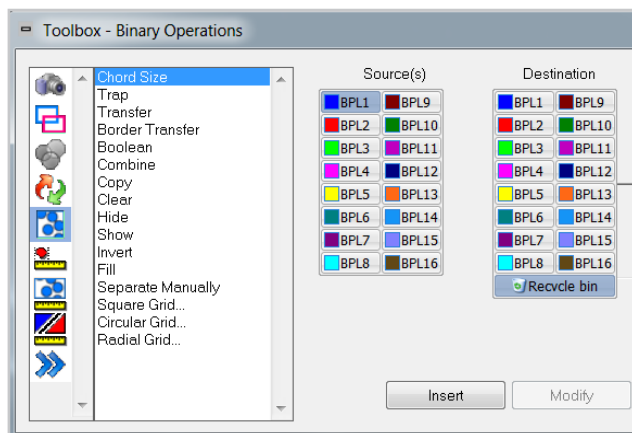 Toolbox - Binary Operations
Chord Size
Trap
Transfer
Border Transfer
Boolean
Combine
Copy
Clear
Hide
Show
Invert
Fill
Separate Manually
Square Grid...
Circular Grid...
Radial Grid...
Source(s)
BPL1 BPL9
BPL2 BPL10
BPL3 BPL11
BPL4 BPL12
BPL5 BPL13
BPL6 BPL14
BPL7 BPL15
BPL8 BPL16
Destination
BPL1 BPL9
BPL2 BPL10
BPL3 BPL11
BPL4 BPL12
BPL5 BPL13
BPL6 BPL14
BPL7 BPL15
BPL8 BPL16
Recycle bin
Insert Modify